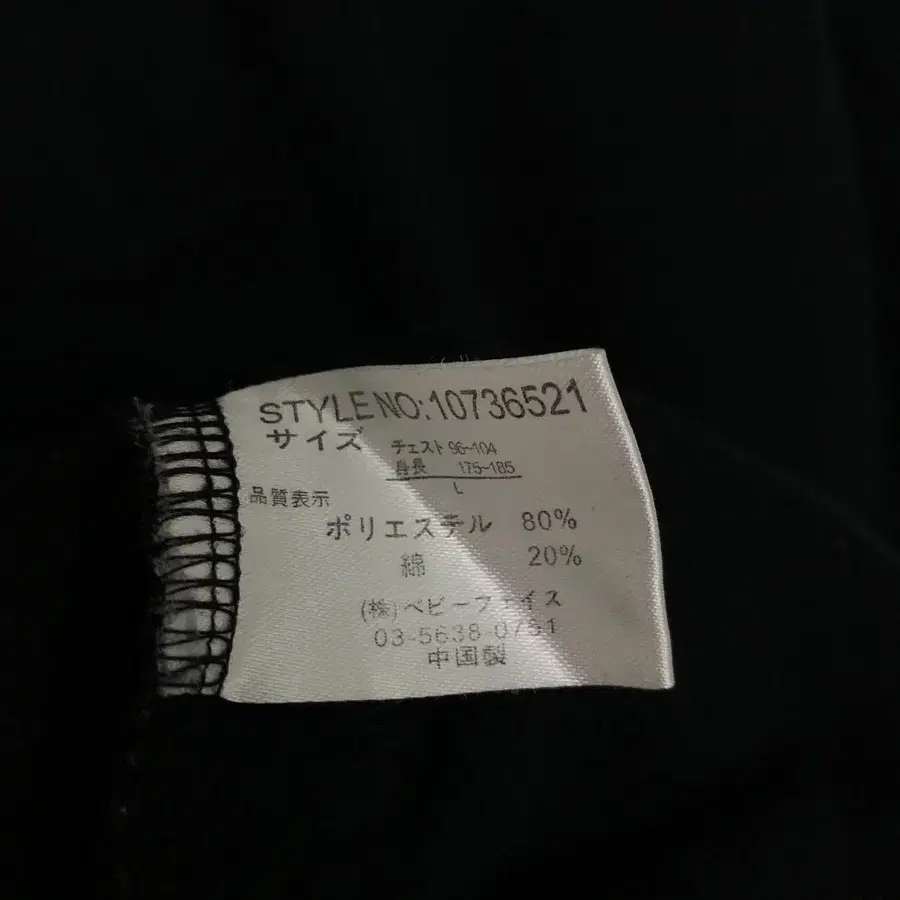 STYLE NO:10736521
サイズ チェスト 96-104
身長 175-185
L
品質表示
ポリエステル 80%
綿 20%
(株)ベビーフェイス
03-5638-0751
中国製